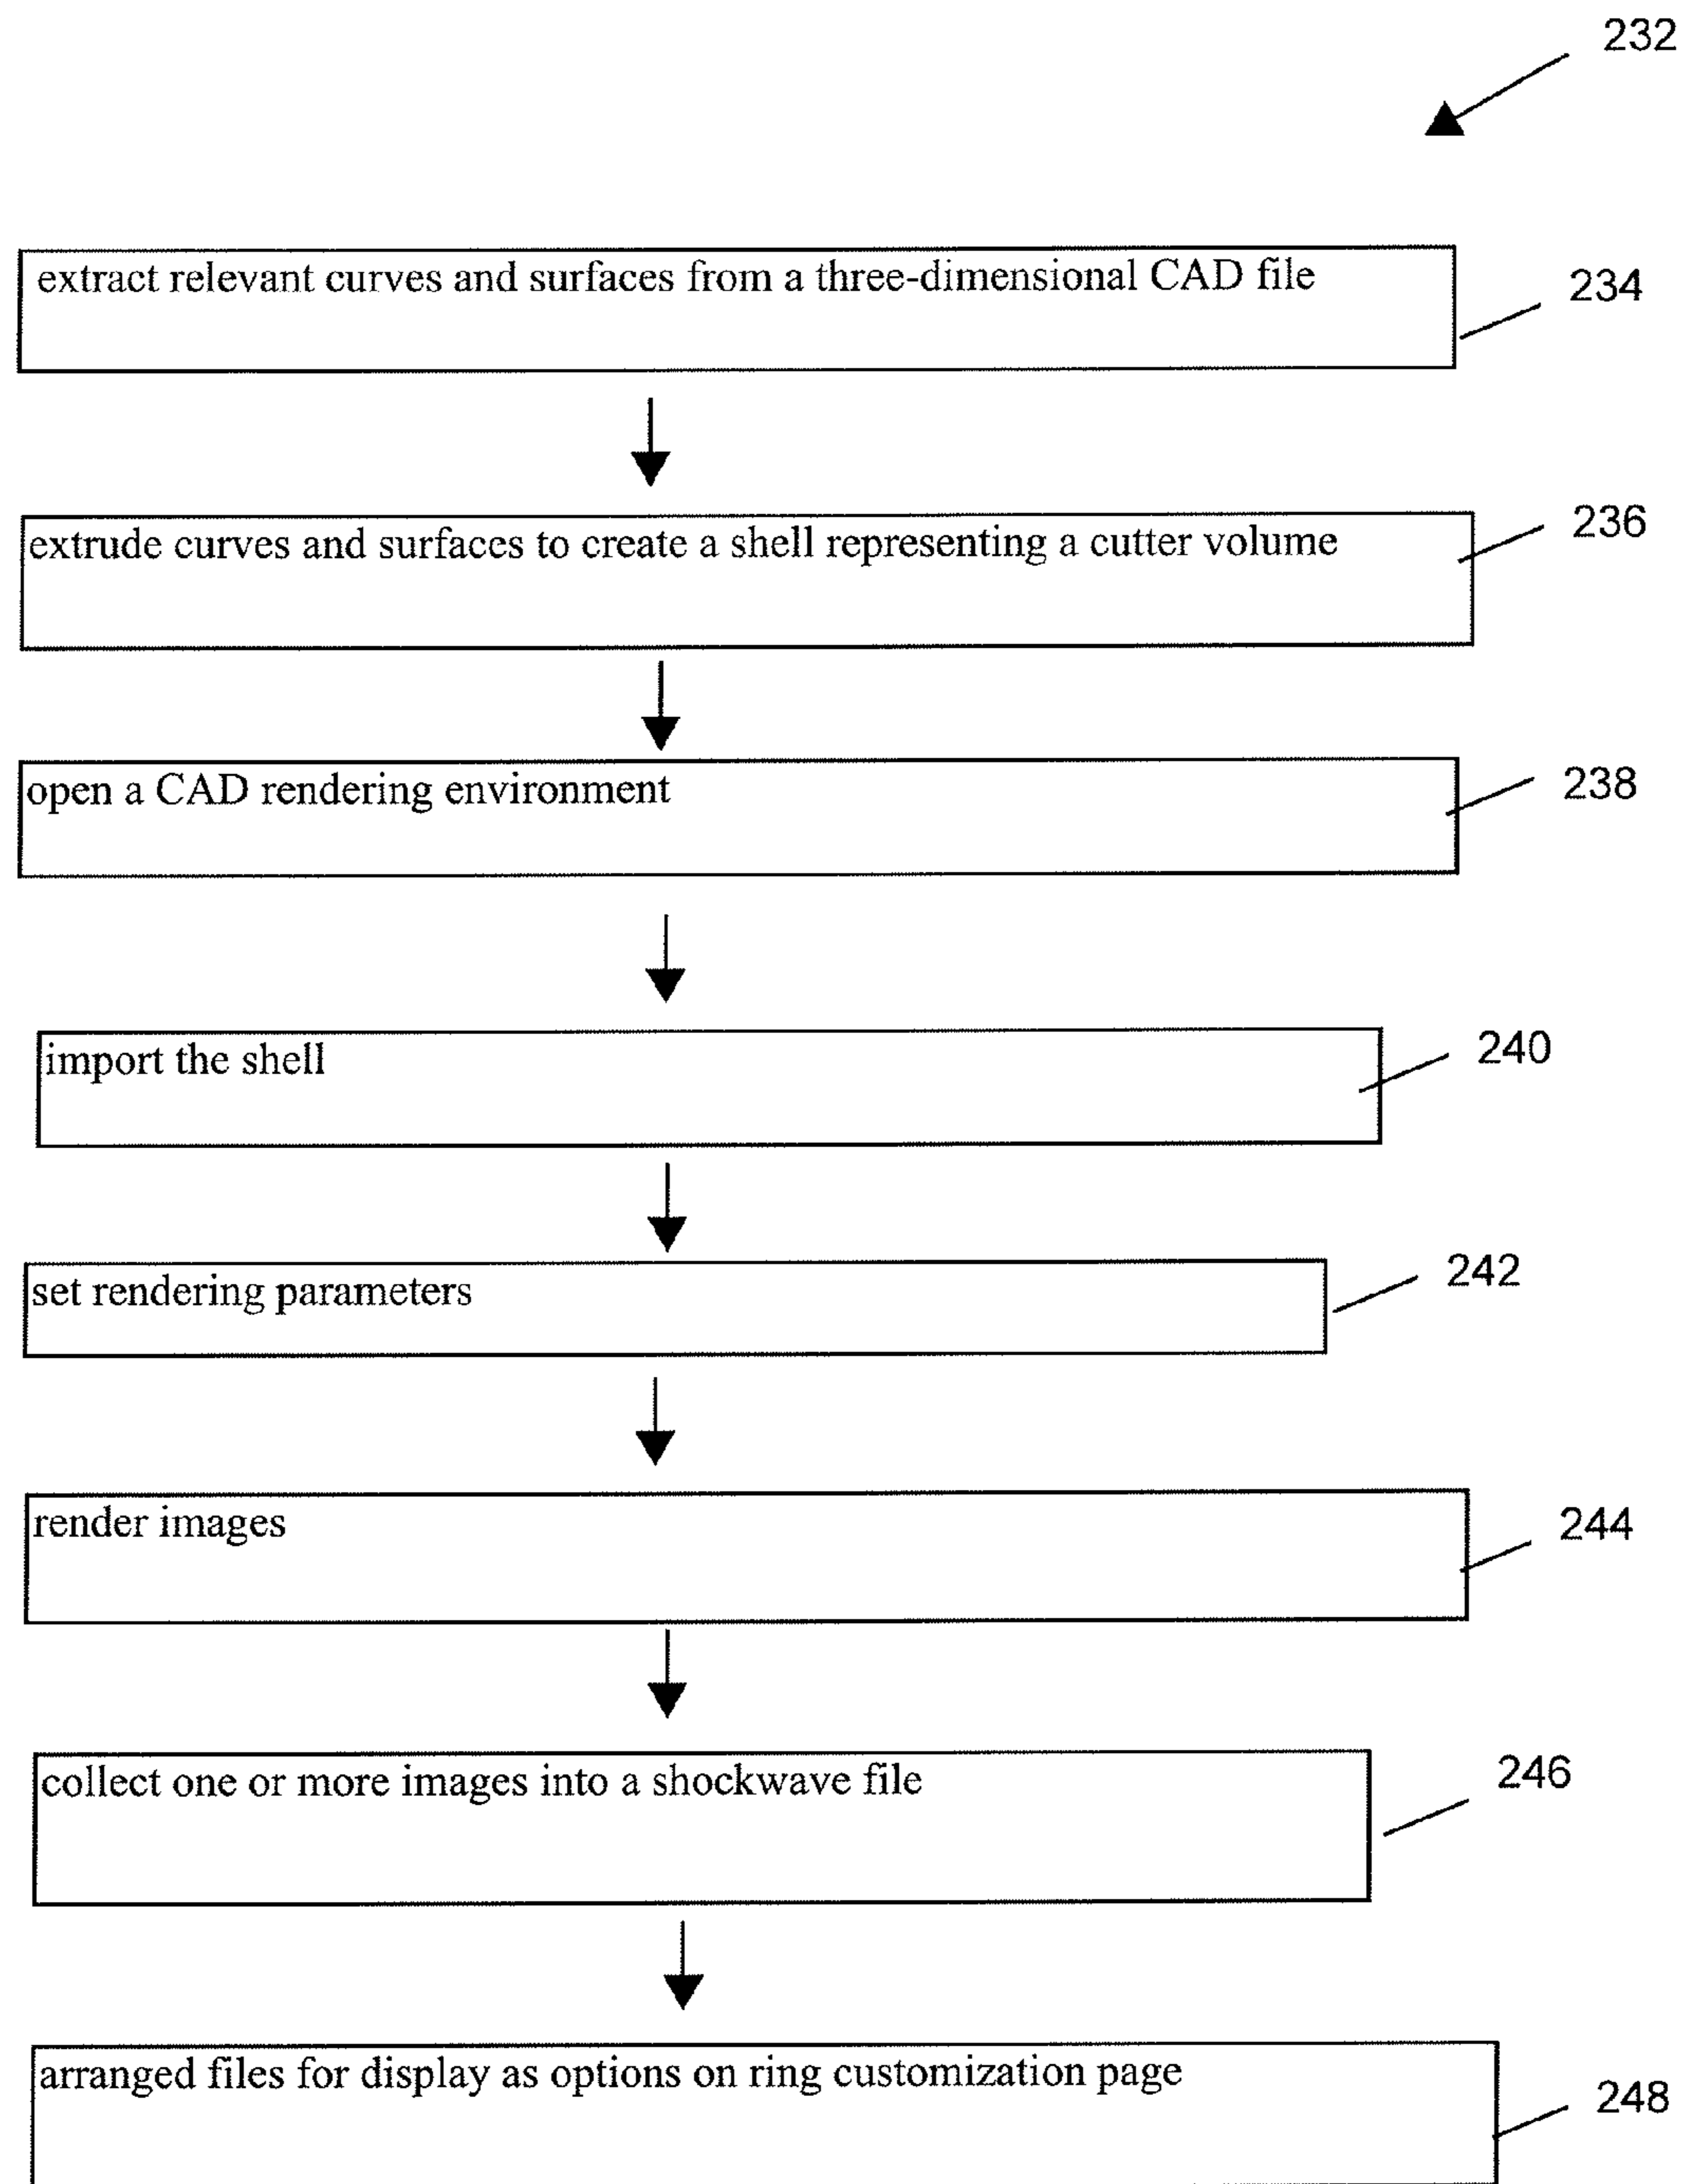 232
extract relevant curves and surfaces from a three-dimensional CAD file
234
extrude curves and surfaces to create a shell representing a cutter volume
236
open a CAD rendering environment
238
import the shell
240
set rendering parameters
242
render images
244
collect one or more images into a shockwave file
246
arranged files for display as options on ring customization page
248